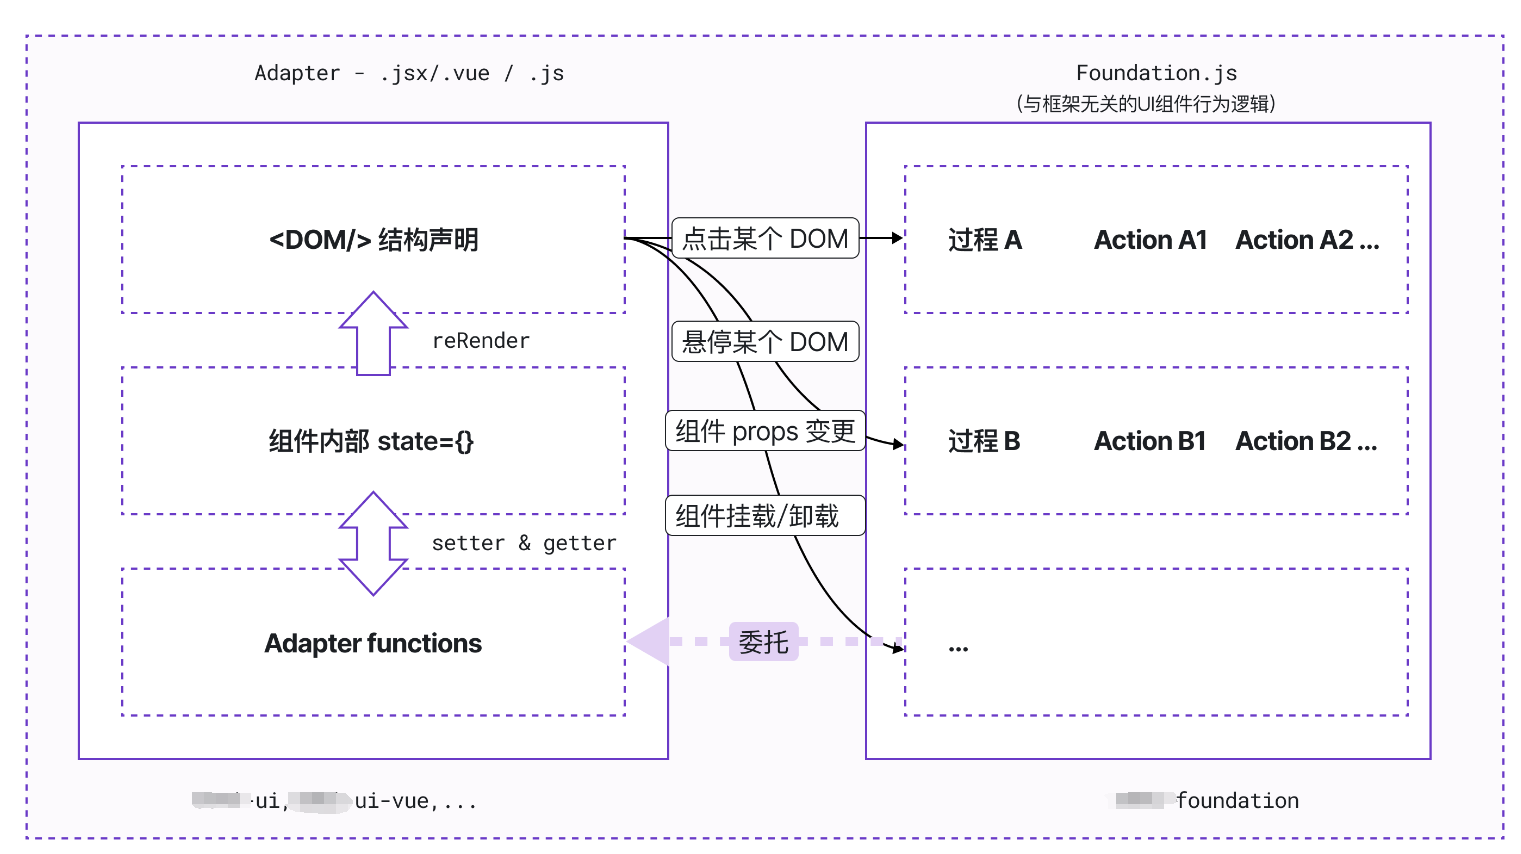 Adapter - .jsx/.vue / .js
Foundation.js
(与框架无关的UI组件行为逻辑)
<DOM/> 结构声明
点击某个 DOM
过程 A
Action A1
Action A2 ...
reRender
悬停某个 DOM
组件内部 state={}
组件 props 变更
过程 B
Action B1
Action B2 ...
组件挂载/卸载
setter & getter
Adapter functions
委托
...
-ui, -ui-vue,...
foundation